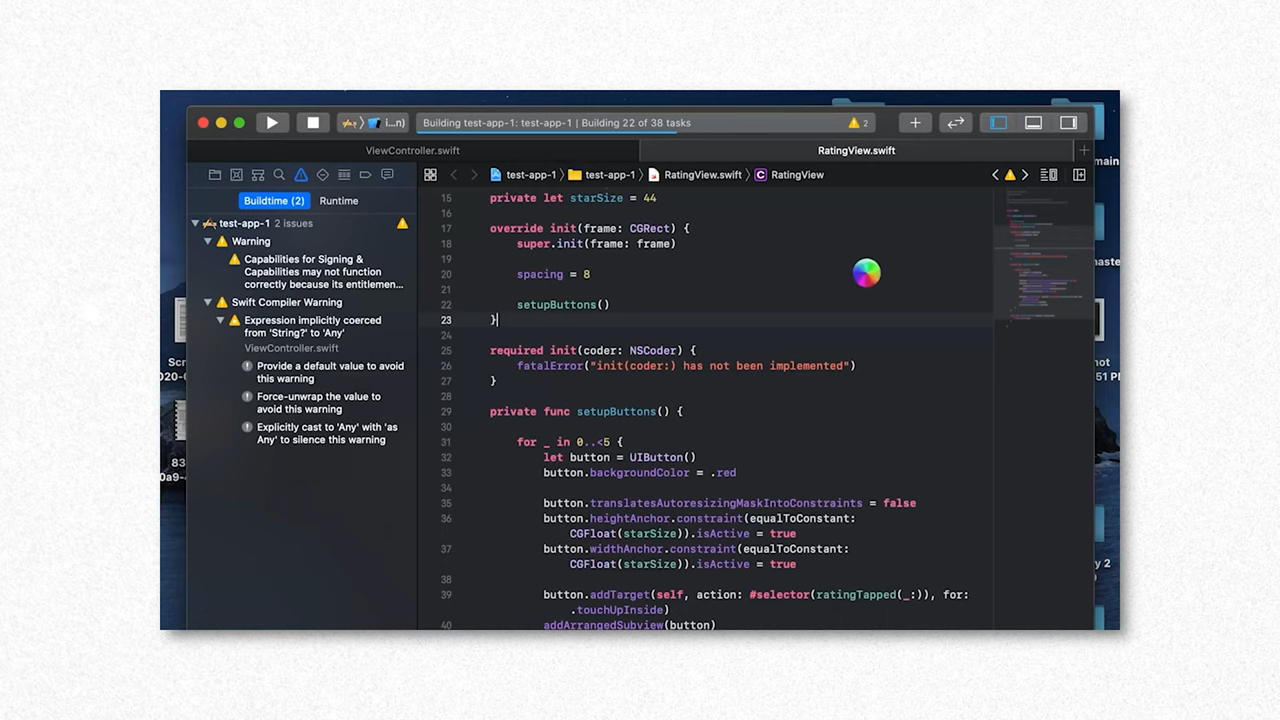 i...n)
Building test-app-1: test-app-1 | Building 22 of 38 tasks
2
ViewController.swift
RatingView.swift
main
test-app-1
test-app-1
RatingView.swift
C
RatingView
Buildtime (2)
Runtime
test-app-1 2 issues
Warning
Capabilities for Signing &
Capabilities may not function
correctly because its entitlemen...
Swift Compiler Warning
Expression implicitly coerced
from 'String?' to 'Any'
ViewController.swift
Provide a default value to avoid
this warning
Force-unwrap the value to
avoid this warning
Explicitly cast to 'Any' with 'as
Any' to silence this warning
15 private let starSize = 44
16
17 override init(frame: CGRect) {
18 super.init(frame: frame)
19
20 spacing = 8
21
22 setupButtons()
23 }
24
25 required init(coder: NSCoder) {
26 fatalError("init(coder:) has not been implemented")
27 }
28
29 private func setupButtons() {
30
31 for _ in 0..<5 {
32 let button = UIButton()
33 button.backgroundColor = .red
34
35 button.translatesAutoresizingMaskIntoConstraints = false
36 button.heightAnchor.constraint(equalToConstant:
CGFloat(starSize)).isActive = true
37 button.widthAnchor.constraint(equalToConstant:
CGFloat(starSize)).isActive = true
38
39 button.addTarget(self, action: #selector(ratingTapped(_:)), for:
.touchUpInside)
40 addArrangedSubview(button)